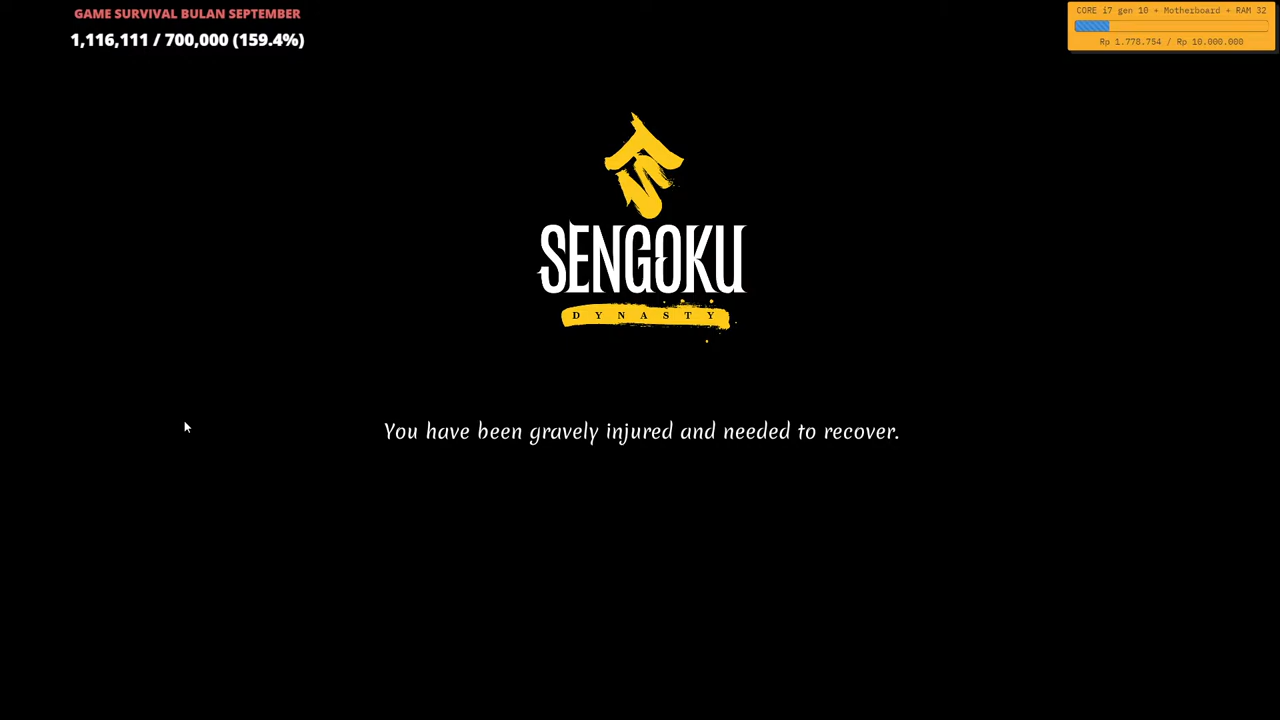 GAME SURVIVAL BULAN SEPTEMBER
1,116,111 / 700,000 (159.4%)
CORE i7 gen 10 + Motherboard + RAM 32
Rp 1.778.754 / Rp 10.000.000
SENGOKU
DYNASTY
You have been gravely injured and needed to recover.